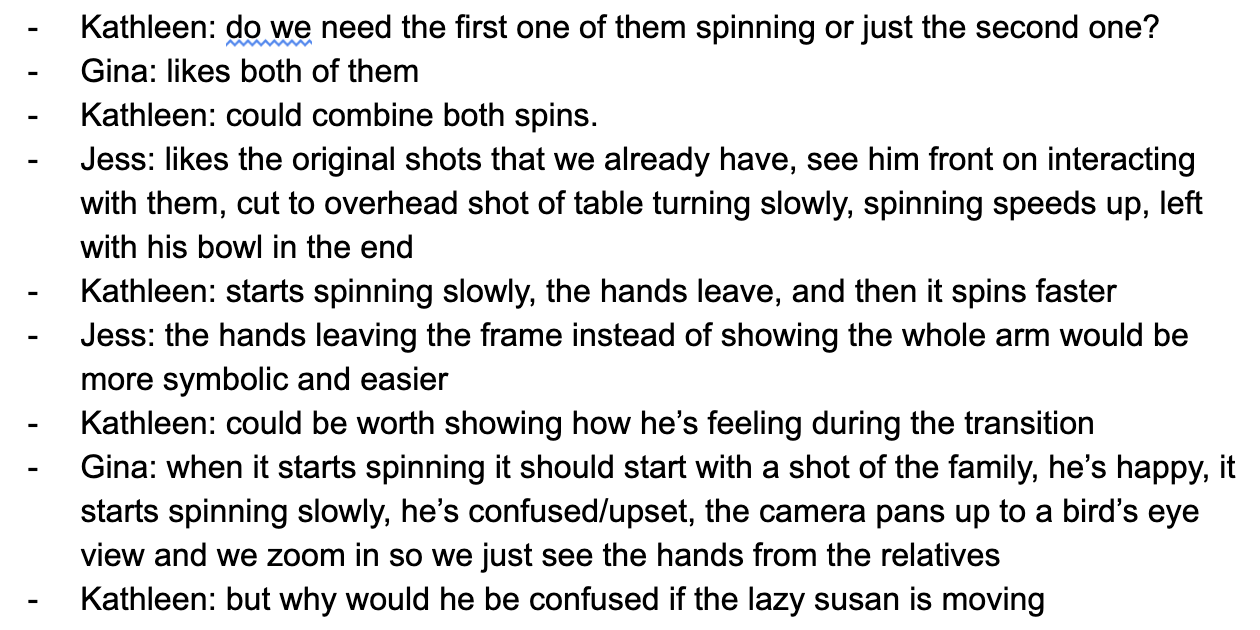 - Kathleen: do we need the first one of them spinning or just the second one?
- Gina: likes both of them
- Kathleen: could combine both spins.
- Jess: likes the original shots that we already have, see him front on interacting
with them, cut to overhead shot of table turning slowly, spinning speeds up, left
with his bowl in the end
- Kathleen: starts spinning slowly, the hands leave, and then it spins faster
- Jess: the hands leaving the frame instead of showing the whole arm would be
more symbolic and easier
- Kathleen: could be worth showing how he’s feeling during the transition
- Gina: when it starts spinning it should start with a shot of the family, he’s happy, it
starts spinning slowly, he’s confused/upset, the camera pans up to a bird’s eye
view and we zoom in so we just see the hands from the relatives
- Kathleen: but why would he be confused if the lazy susan is moving